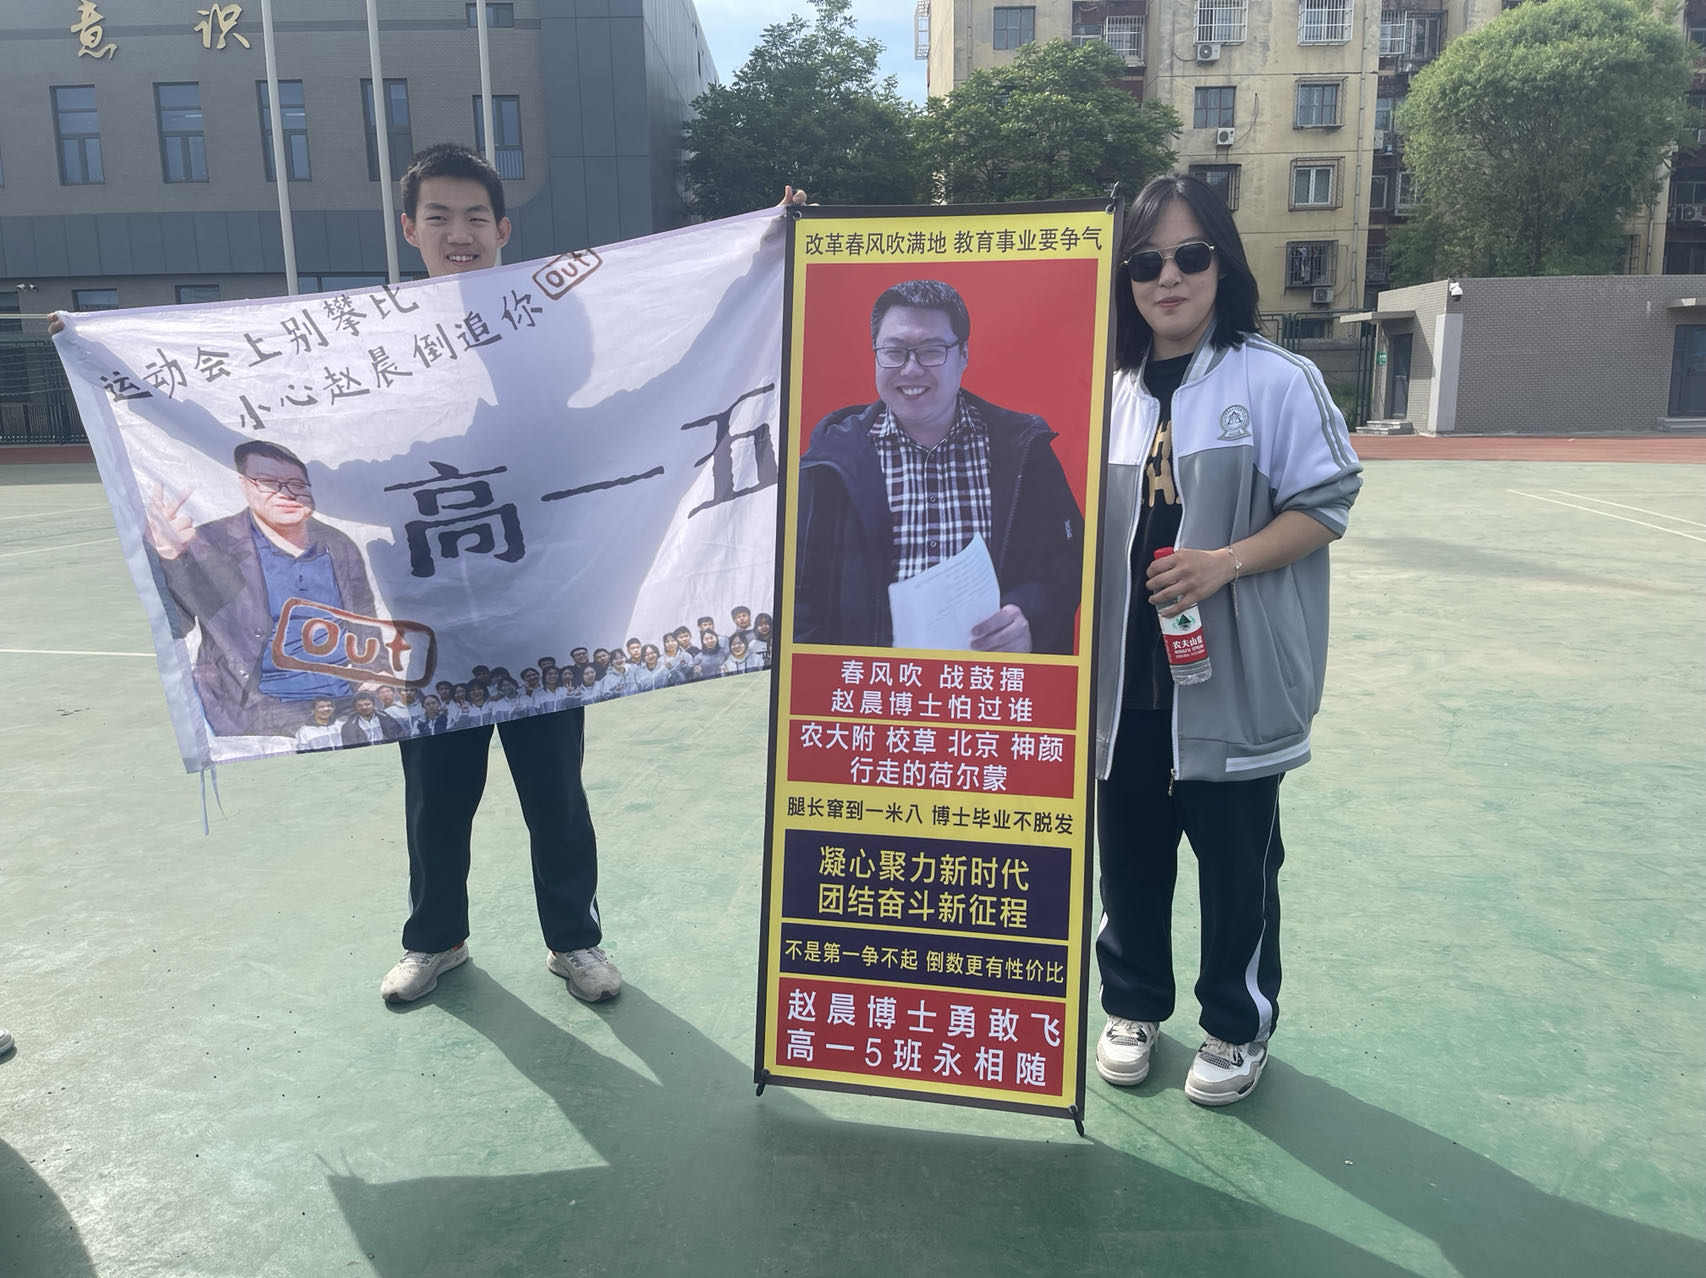 意 识
运动会上别攀比
小心赵晨倒追你
out
高一五
out
改革春风吹满地 教育事业要争气
春风吹 战鼓擂
赵晨博士怕过谁
农大附 校草 北京 神颜
行走的荷尔蒙
腿长窜到一米八 博士毕业不脱发
凝心聚力新时代
团结奋斗新征程
不是第一争不起 倒数更有性价比
赵晨博士勇敢飞
高一5班永相随
农夫山泉